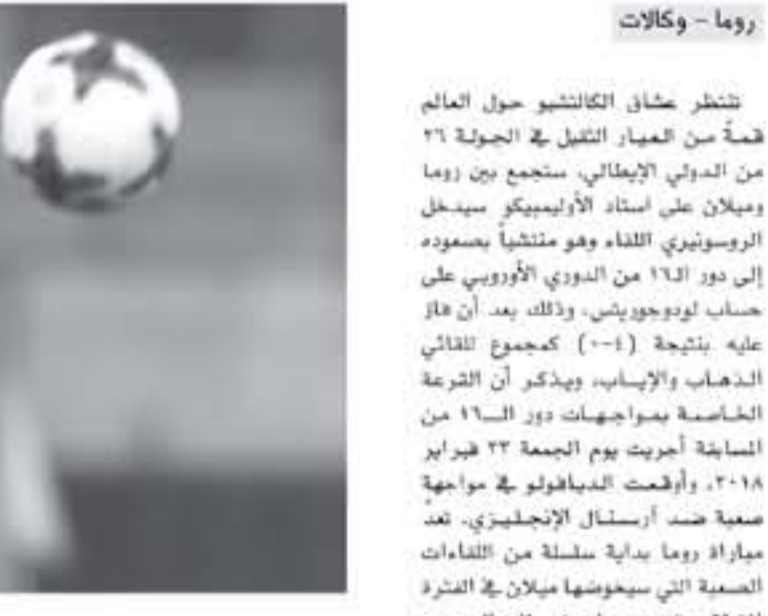 روما - وكالات
تنتظر عشاق الكالتشيو حول العالم
قمةً من العيار الثقيل في الجولة ٢٦
من الدولي الإيطالي، ستجمع بين روما
وميلان على استاد الأوليمبيكو سيدخل
الروسونيري اللقاء وهو منتشياً بصعوده
إلى دور الـ١٦ من الدوري الأوروبي على
حساب لودوجوريتس، وذلك بعد أن فاز
عليه بنتيجة (٤-٠) كمجموع للقائي
الذهاب والإياب، ويذكر أن القرعة
الخاصة بمواجهات دور الـــ١٦ من
المسابقة أجريت يوم الجمعة ٢٣ فبراير
٢٠١٨، وأوقعت الديافولو في مواجهة
صعبة ضد أرسنال الإنجليزي. تعدّ
مباراة روما بداية سلسلة من اللقاءات
الصعبة التي سيخوضها ميلان في الفترة